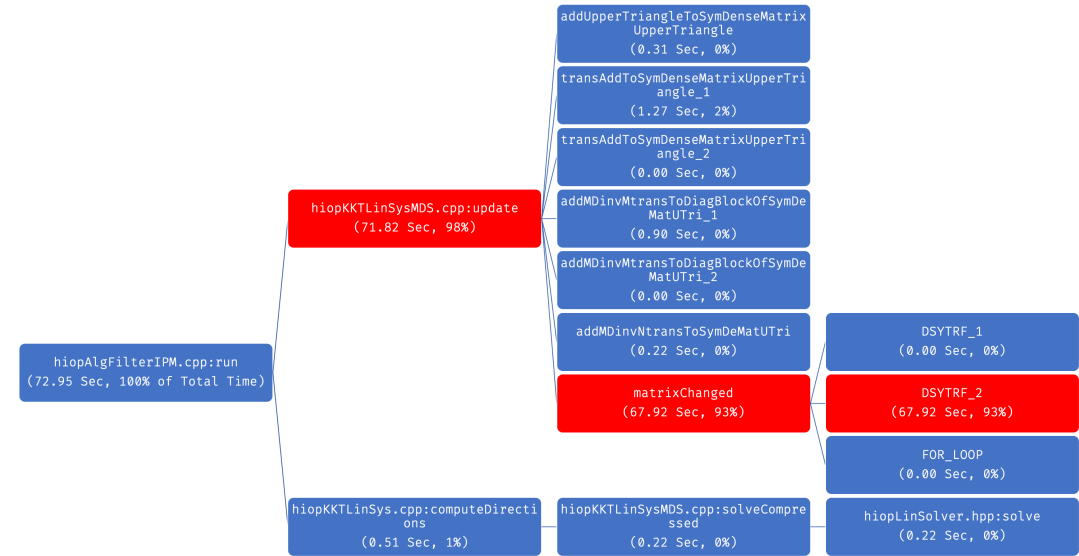 hiopAlgFilterIPM.cpp:run
(72.95 Sec, 100% of Total Time)
hiopKKTLinSysMDS.cpp:update
(71.82 Sec, 98%)
addUpperTriangleToSymDenseMatrix
UpperTriangle
(0.31 Sec, 0%)
transAddToSymDenseMatrixUpperTri
angle_1
(1.27 Sec, 2%)
transAddToSymDenseMatrixUpperTri
angle_2
(0.00 Sec, 0%)
addMDinvMtransToDiagBlockOfSymDe
MatUTri_1
(0.90 Sec, 0%)
addMDinvMtransToDiagBlockOfSymDe
MatUTri_2
(0.00 Sec, 0%)
addMDinvNtransToSymDeMatUTri
(0.22 Sec, 0%)
matrixChanged
(67.92 Sec, 93%)
DSYTRF_1
(0.00 Sec, 0%)
DSYTRF_2
(67.92 Sec, 93%)
FOR_LOOP
(0.00 Sec, 0%)
hiopKKTLinSys.cpp:computeDirecti
ons
(0.51 Sec, 1%)
hiopKKTLinSysMDS.cpp:solveCompre
ssed
(0.22 Sec, 0%)
hiopLinSolver.hpp:solve
(0.22 Sec, 0%)